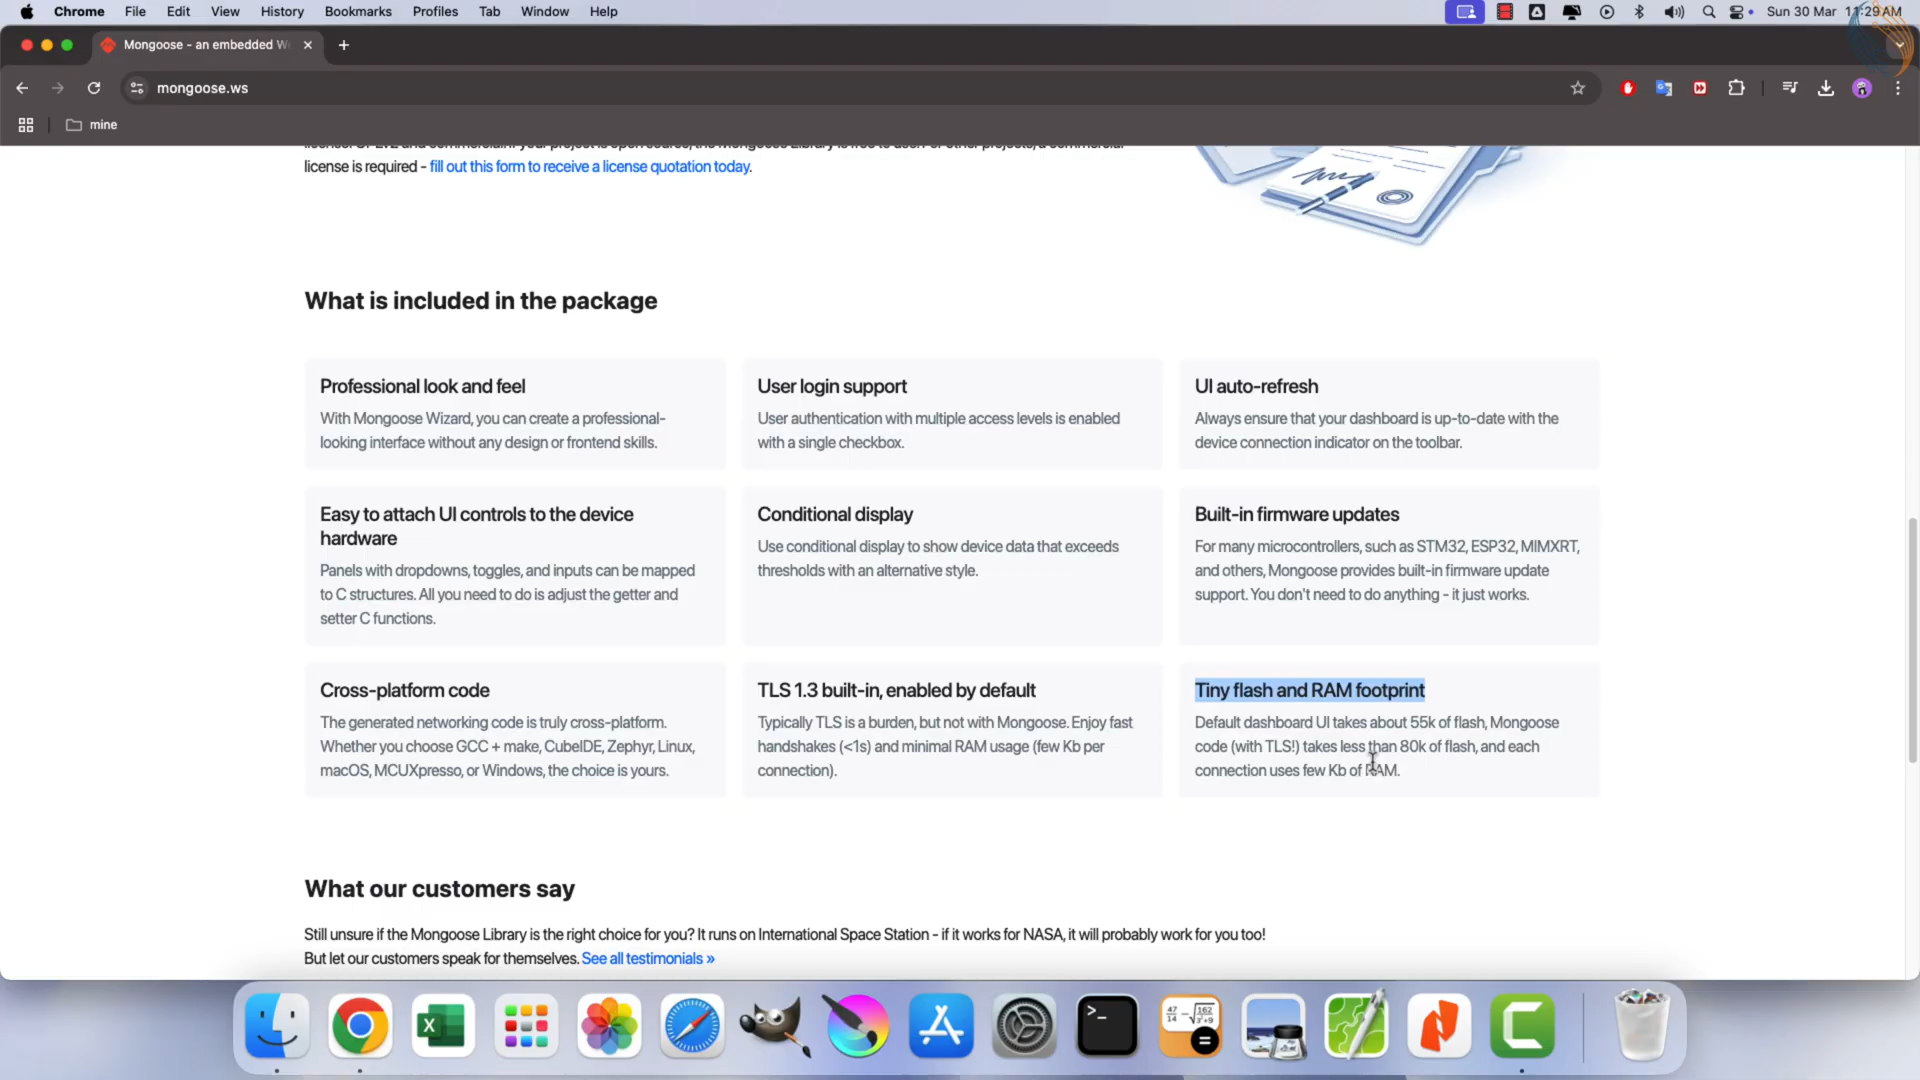 Chrome File Edit View History Bookmarks Profiles Tab Window Help Sun 30 Mar 11:29 AM
Mongoose - an embedded W
mongoose.ws
mine
license is required - fill out this form to receive a license quotation today.
What is included in the package
Professional look and feel
With Mongoose Wizard, you can create a professional-
looking interface without any design or frontend skills.
User login support
User authentication with multiple access levels is enabled
with a single checkbox.
UI auto-refresh
Always ensure that your dashboard is up-to-date with the
device connection indicator on the toolbar.
Easy to attach UI controls to the device
hardware
Panels with dropdowns, toggles, and inputs can be mapped
to C structures. All you need to do is adjust the getter and
setter C functions.
Conditional display
Use conditional display to show device data that exceeds
thresholds with an alternative style.
Built-in firmware updates
For many microcontrollers, such as STM32, ESP32, MIMXRT,
and others, Mongoose provides built-in firmware update
support. You don't need to do anything - it just works.
Cross-platform code
The generated networking code is truly cross-platform.
Whether you choose GCC + make, CubeIDE, Zephyr, Linux,
macOS, MCUXpresso, or Windows, the choice is yours.
TLS 1.3 built-in, enabled by default
Typically TLS is a burden, but not with Mongoose. Enjoy fast
handshakes (<1s) and minimal RAM usage (few Kb per
connection).
Tiny flash and RAM footprint
Default dashboard UI takes about 55k of flash, Mongoose
code (with TLS!) takes less than 80k of flash, and each
connection uses few Kb of RAM.
What our customers say
Still unsure if the Mongoose Library is the right choice for you? It runs on International Space Station - if it works for NASA, it will probably work for you too!
But let our customers speak for themselves. See all testimonials »